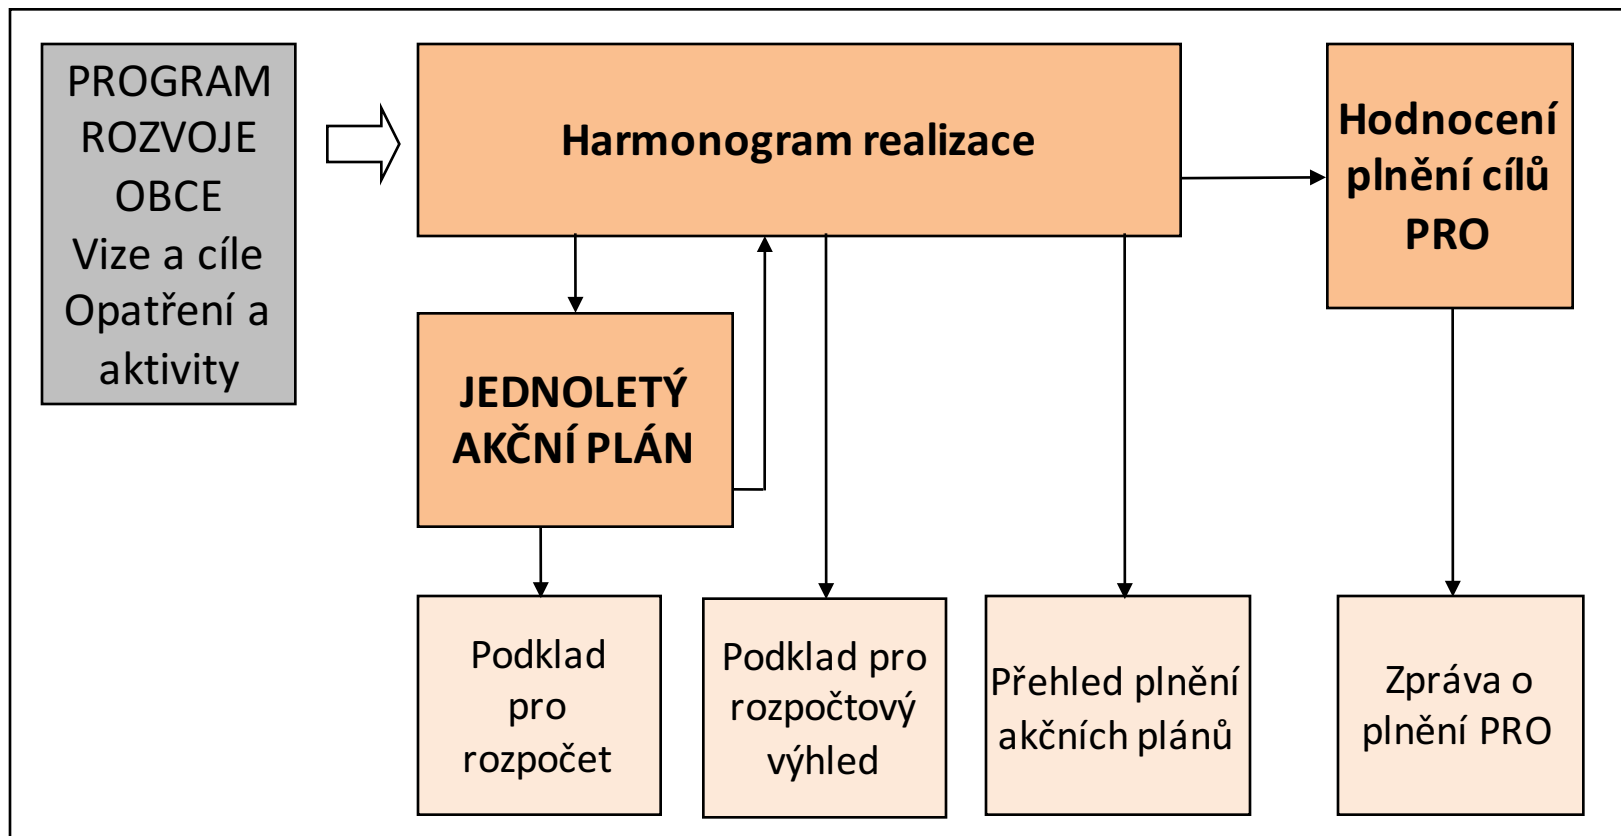 PROGRAM
ROZVOJE
OBCE
Vize a cíle
Opatření a
aktivity
Harmonogram realizace
Hodnocení
plnění cílů
PRO
JEDNOLETÝ
AKČNÍ PLÁN
Podklad
pro
rozpočet
Podklad pro
rozpočtový
výhled
Přehled plnění
akčních plánů
Zpráva o
plnění PRO